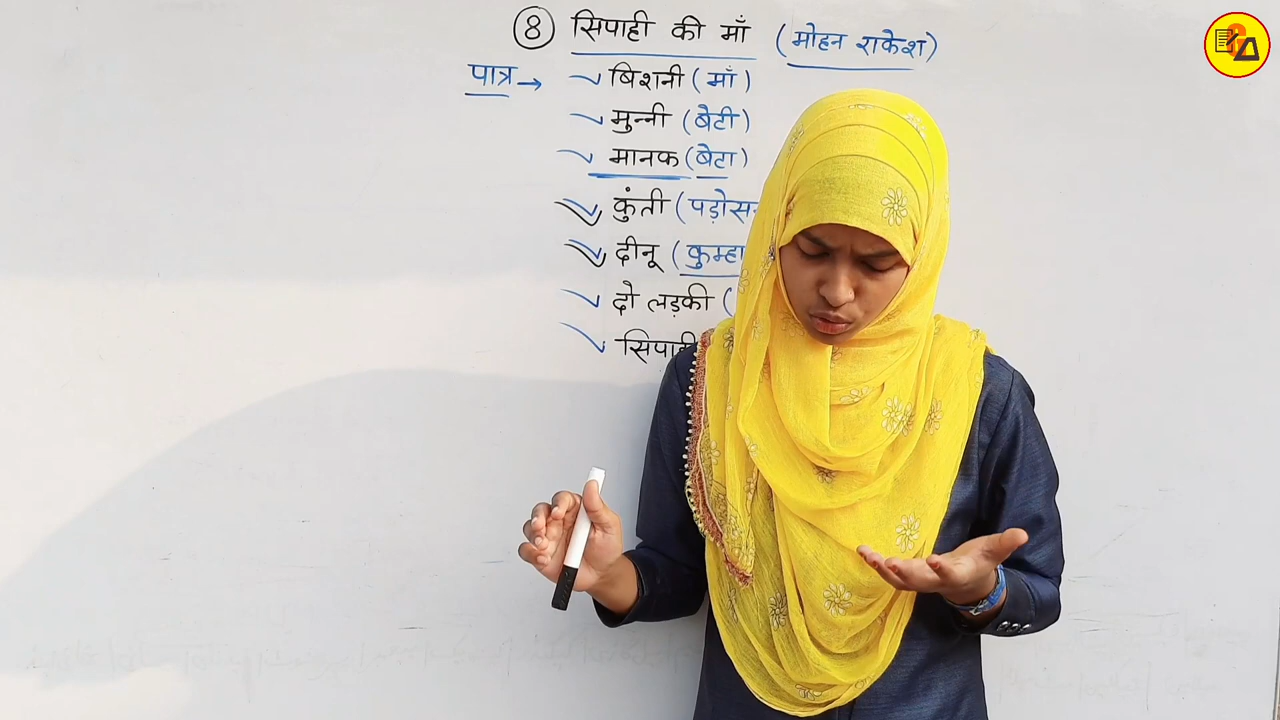 ⑧ सिपाही की माँ (मोहन राकेश)
पात्र → बिशनी (माँ)
मुन्नी (बेटी)
मानक (बेटा)
कुंती (
दीनू (
दो लड़की (